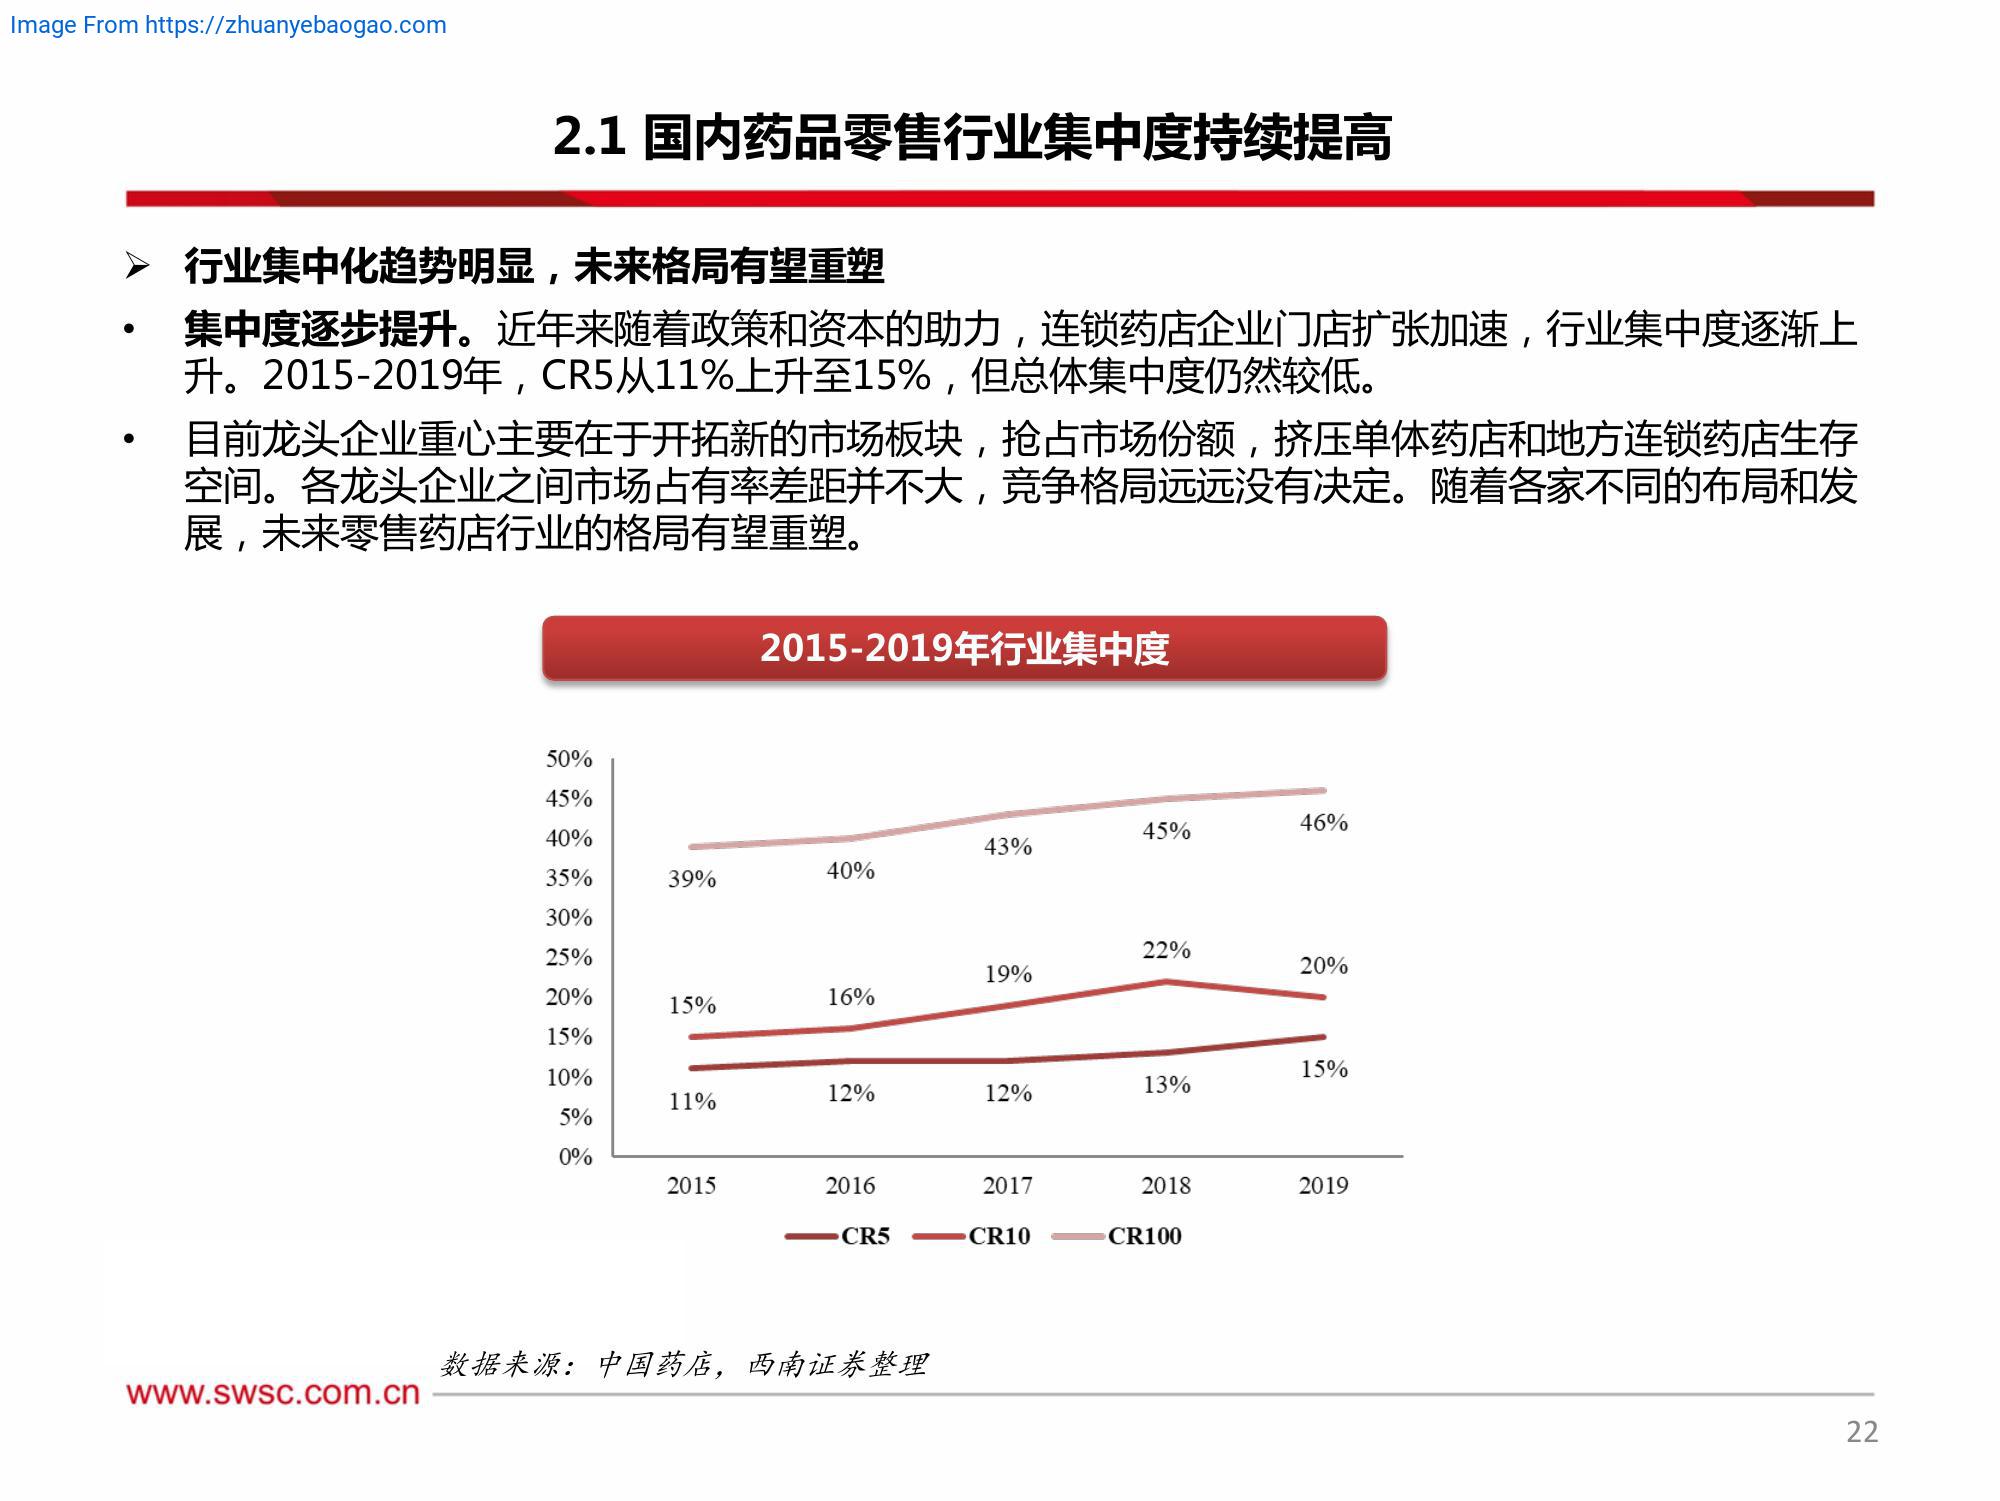 Image From https://zhuanyebaogao.com
2.1 国内药品零售行业集中度持续提高
➢ 行业集中化趋势明显，未来格局有望重塑
• 集中度逐步提升。近年来随着政策和资本的助力，连锁药店企业门店扩张加速，行业集中度逐渐上
升。2015-2019年，CR5从11%上升至15%，但总体集中度仍然较低。
• 目前龙头企业重心主要在于开拓新的市场板块，抢占市场份额，挤压单体药店和地方连锁药店生存
空间。各龙头企业之间市场占有率差距并不大，竞争格局远远没有决定。随着各家不同的布局和发
展，未来零售药店行业的格局有望重塑。
2015-2019年行业集中度
50%
45%
40%
35%
30%
25%
20%
15%
10%
5%
0%
39% 40% 43% 45% 46%
15% 16% 19% 22% 20%
11% 12% 12% 13% 15%
2015 2016 2017 2018 2019
CR5 CR10 CR100
数据来源：中国药店，西南证券整理
www.swsc.com.cn
22